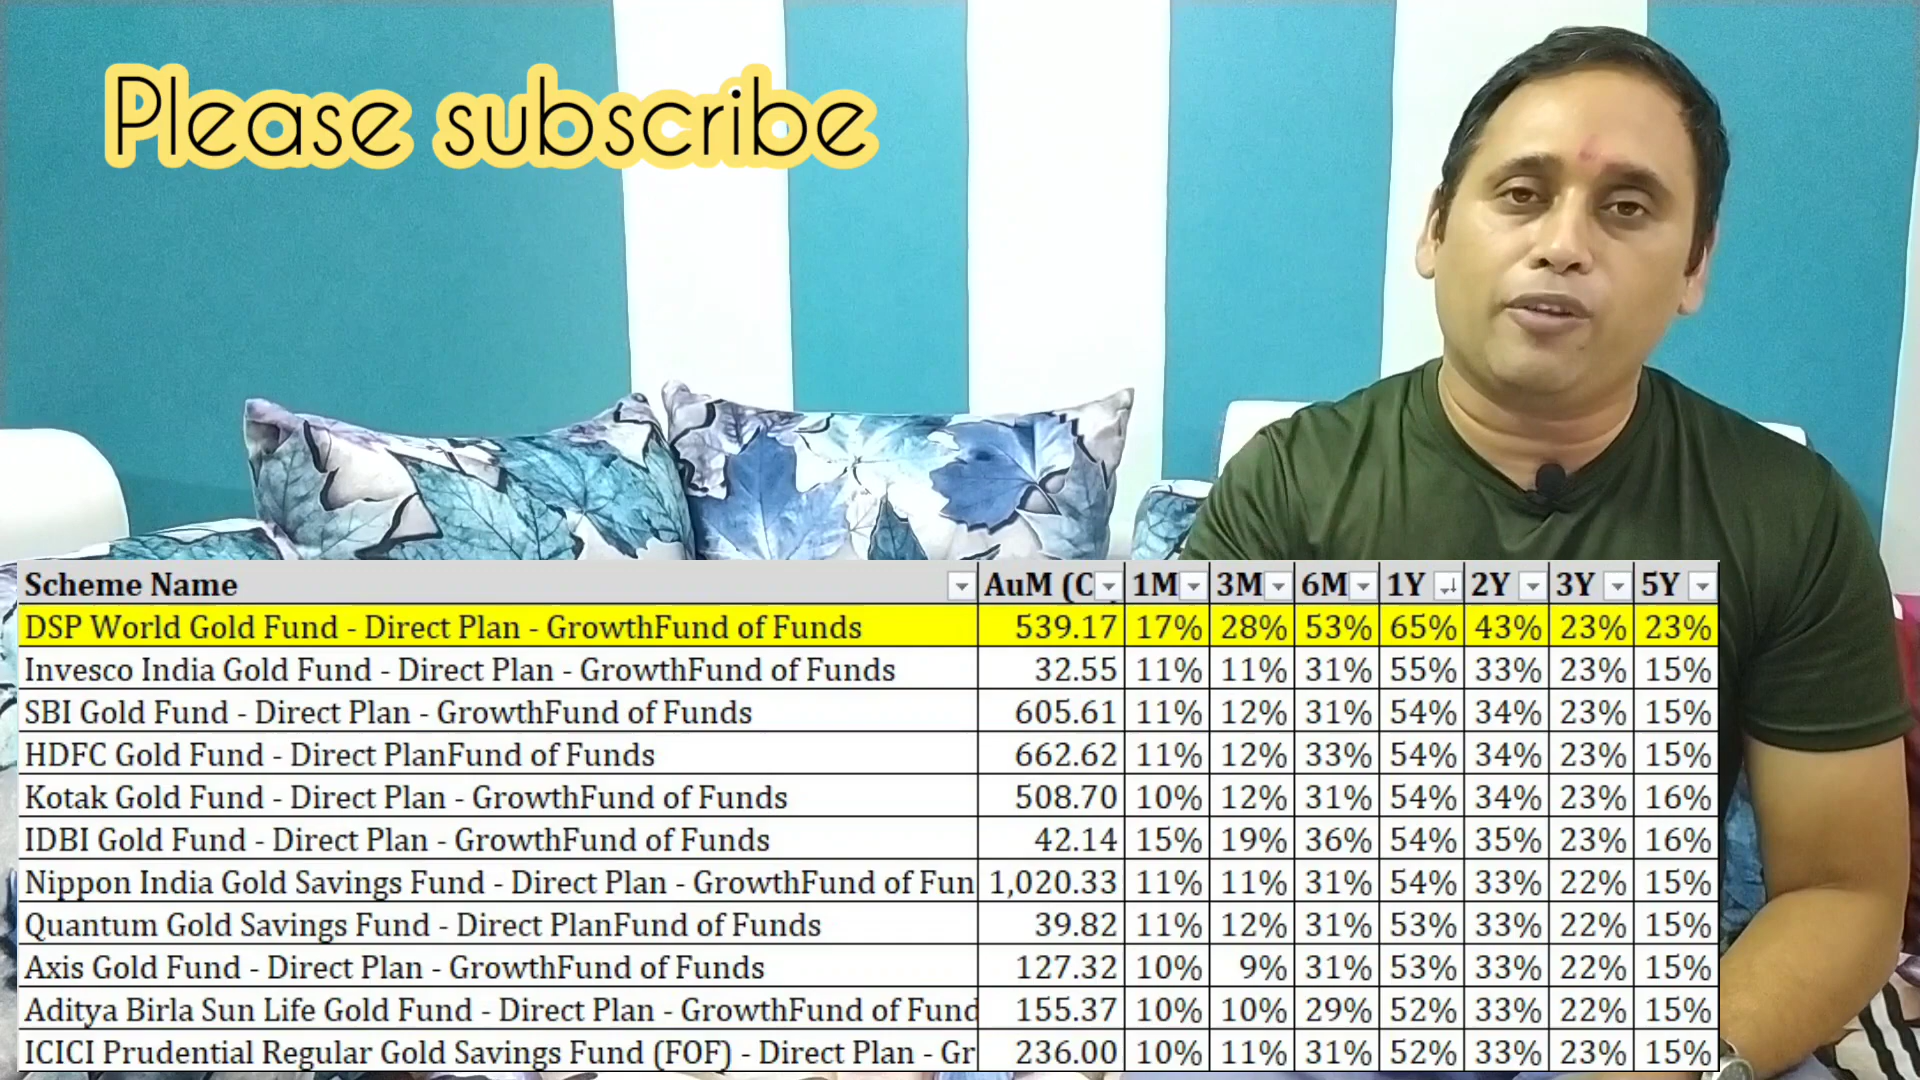 Please subscribe
Scheme Name AuM (C 1M 3M 6M 1Y 2Y 3Y 5Y
DSP World Gold Fund - Direct Plan - GrowthFund of Funds 539.17 17% 28% 53% 65% 43% 23% 23%
Invesco India Gold Fund - Direct Plan - GrowthFund of Funds 32.55 11% 11% 31% 55% 33% 23% 15%
SBI Gold Fund - Direct Plan - GrowthFund of Funds 605.61 11% 12% 31% 54% 34% 23% 15%
HDFC Gold Fund - Direct PlanFund of Funds 662.62 11% 12% 33% 54% 34% 23% 15%
Kotak Gold Fund - Direct Plan - GrowthFund of Funds 508.70 10% 12% 31% 54% 34% 23% 16%
IDBI Gold Fund - Direct Plan - GrowthFund of Funds 42.14 15% 19% 36% 54% 35% 23% 16%
Nippon India Gold Savings Fund - Direct Plan - GrowthFund of Fun 1,020.33 11% 11% 31% 54% 33% 22% 15%
Quantum Gold Savings Fund - Direct PlanFund of Funds 39.82 11% 12% 31% 53% 33% 22% 15%
Axis Gold Fund - Direct Plan - GrowthFund of Funds 127.32 10% 9% 31% 53% 33% 22% 15%
Aditya Birla Sun Life Gold Fund - Direct Plan - GrowthFund of Fund 155.37 10% 10% 29% 52% 33% 22% 15%
ICICI Prudential Regular Gold Savings Fund (FOF) - Direct Plan - Gr 236.00 10% 11% 31% 52% 33% 23% 15%